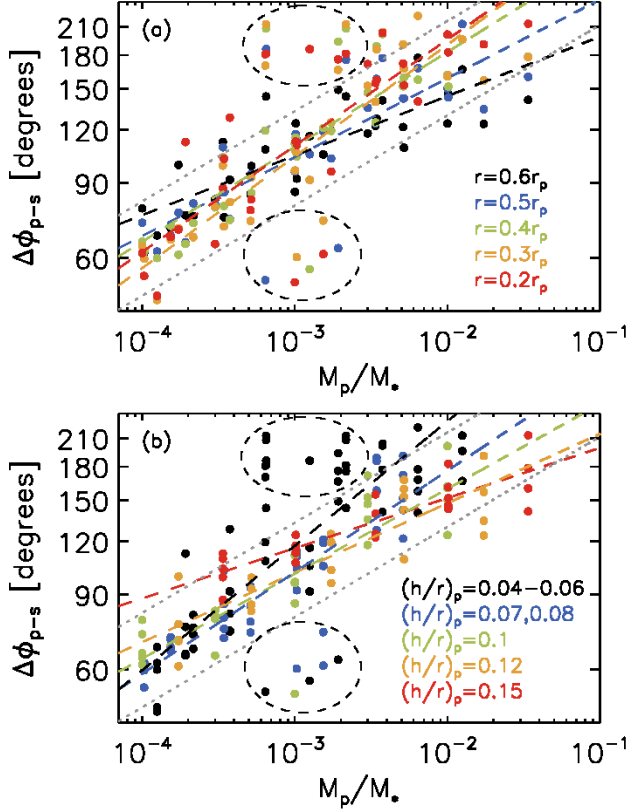 (a)
210
180
150
120
90
60
Δφp−s [degrees]
r=0.6rp
r=0.5rp
r=0.4rp
r=0.3rp
r=0.2rp
10−4
10−3
10−2
10−1
Mp/M*
(b)
210
180
150
120
90
60
Δφp−s [degrees]
(h/r)p=0.04−0.06
(h/r)p=0.07,0.08
(h/r)p=0.1
(h/r)p=0.12
(h/r)p=0.15
10−4
10−3
10−2
10−1
Mp/M*